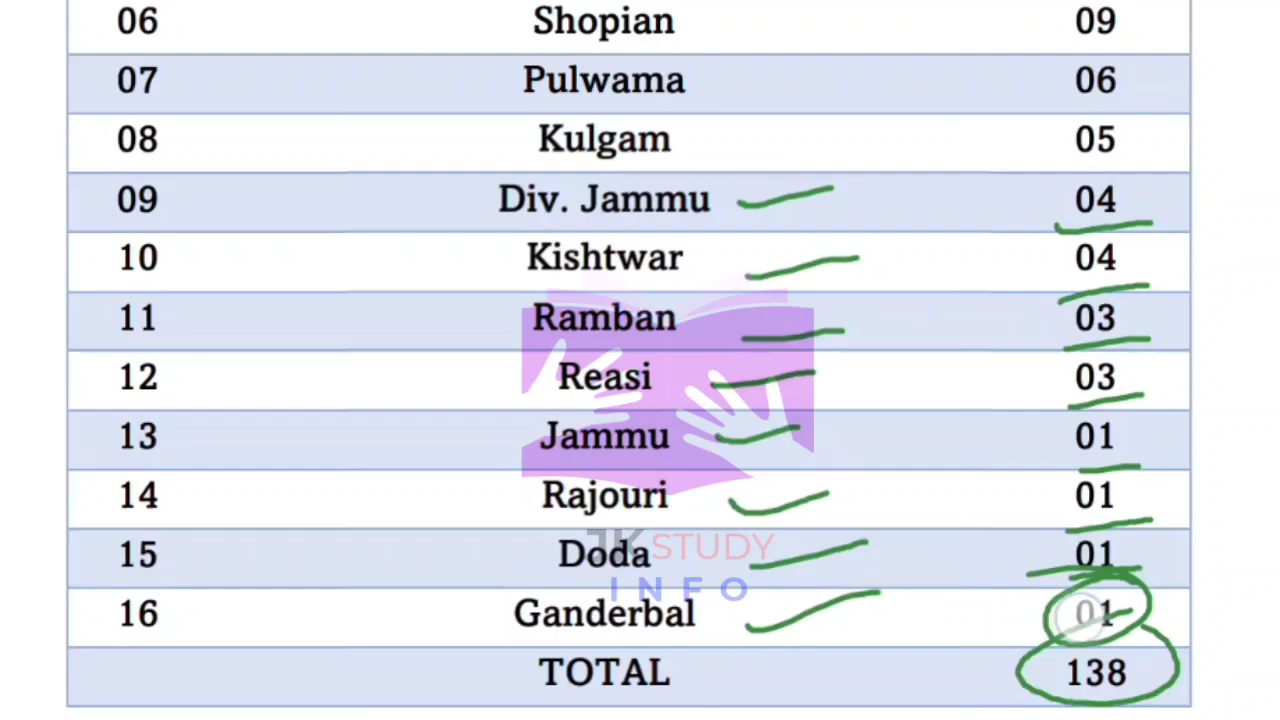 06 Shopian 09
07 Pulwama 06
08 Kulgam 05
09 Div. Jammu 04
10 Kishtwar 04
11 Ramban 03
12 Reasi 03
13 Jammu 01
14 Rajouri 01
JK STUDY
15 Doda 01
INFO
16 Ganderbal 01
TOTAL 138